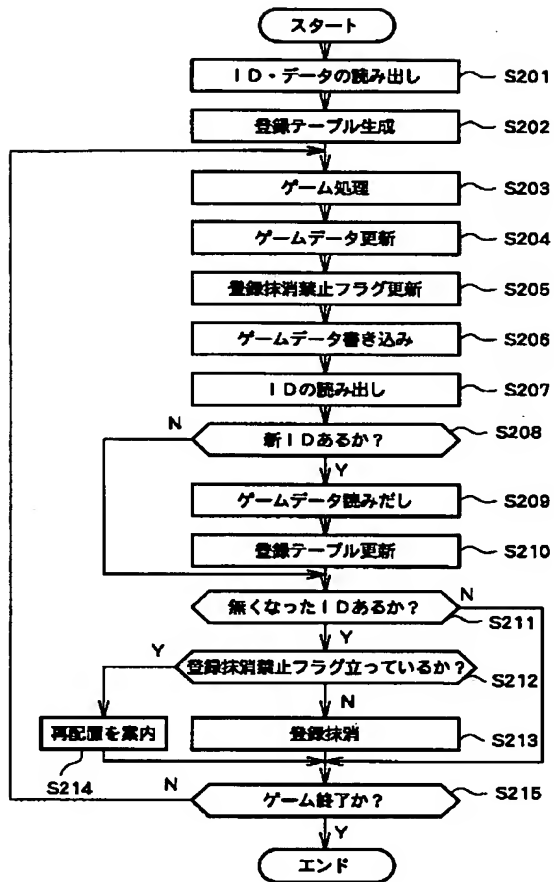 スタート
ID・データの読み出し S201
登録テーブル生成 S202
ゲーム処理 S203
ゲームデータ更新 S204
登録抹消禁止フラグ更新 S205
ゲームデータ書き込み S206
IDの読み出し S207
N 新IDあるか? S208
Y
ゲームデータ読みだし S209
登録テーブル更新 S210
無くなったIDあるか? N
S211
Y
Y 登録抹消禁止フラグ立っているか?
S212
N
再配置を案内 登録抹消 S213
S214
N ゲーム終了か? S215
Y
エンド